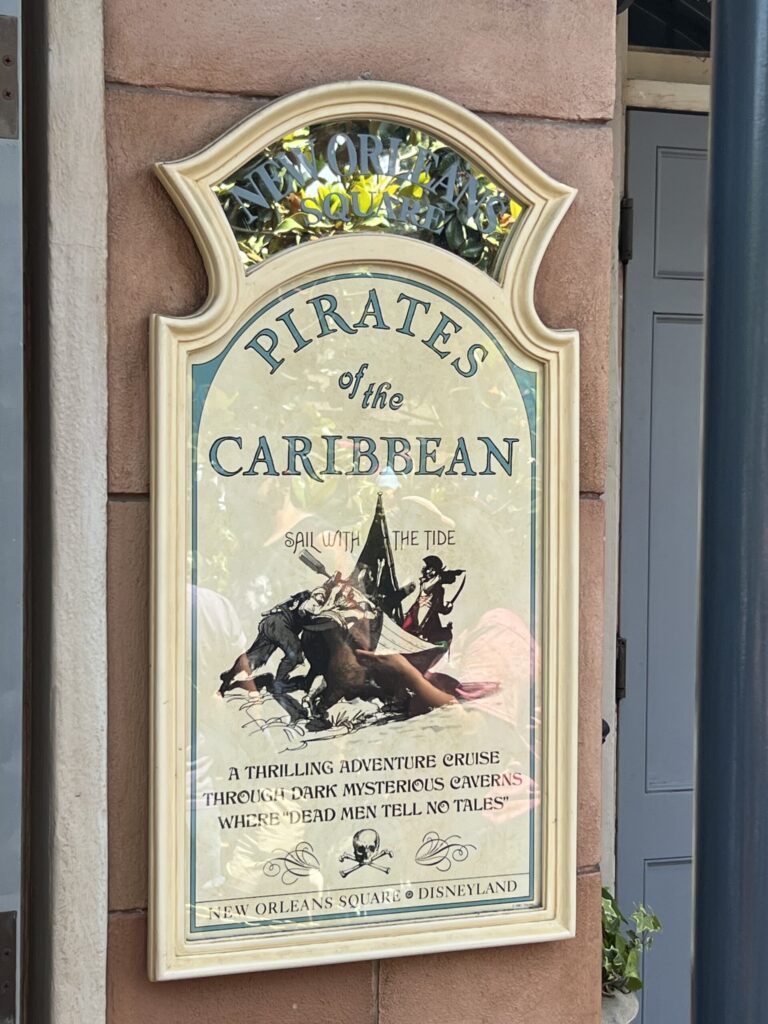 NEW ORLEANS
SQUARE
PIRATES
of the
CARIBBEAN
SAIL WITH THE TIDE
A THRILLING ADVENTURE CRUISE
THROUGH DARK MYSTERIOUS CAVERNS
WHERE "DEAD MEN TELL NO TALES"
NEW ORLEANS SQUARE • DISNEYLAND